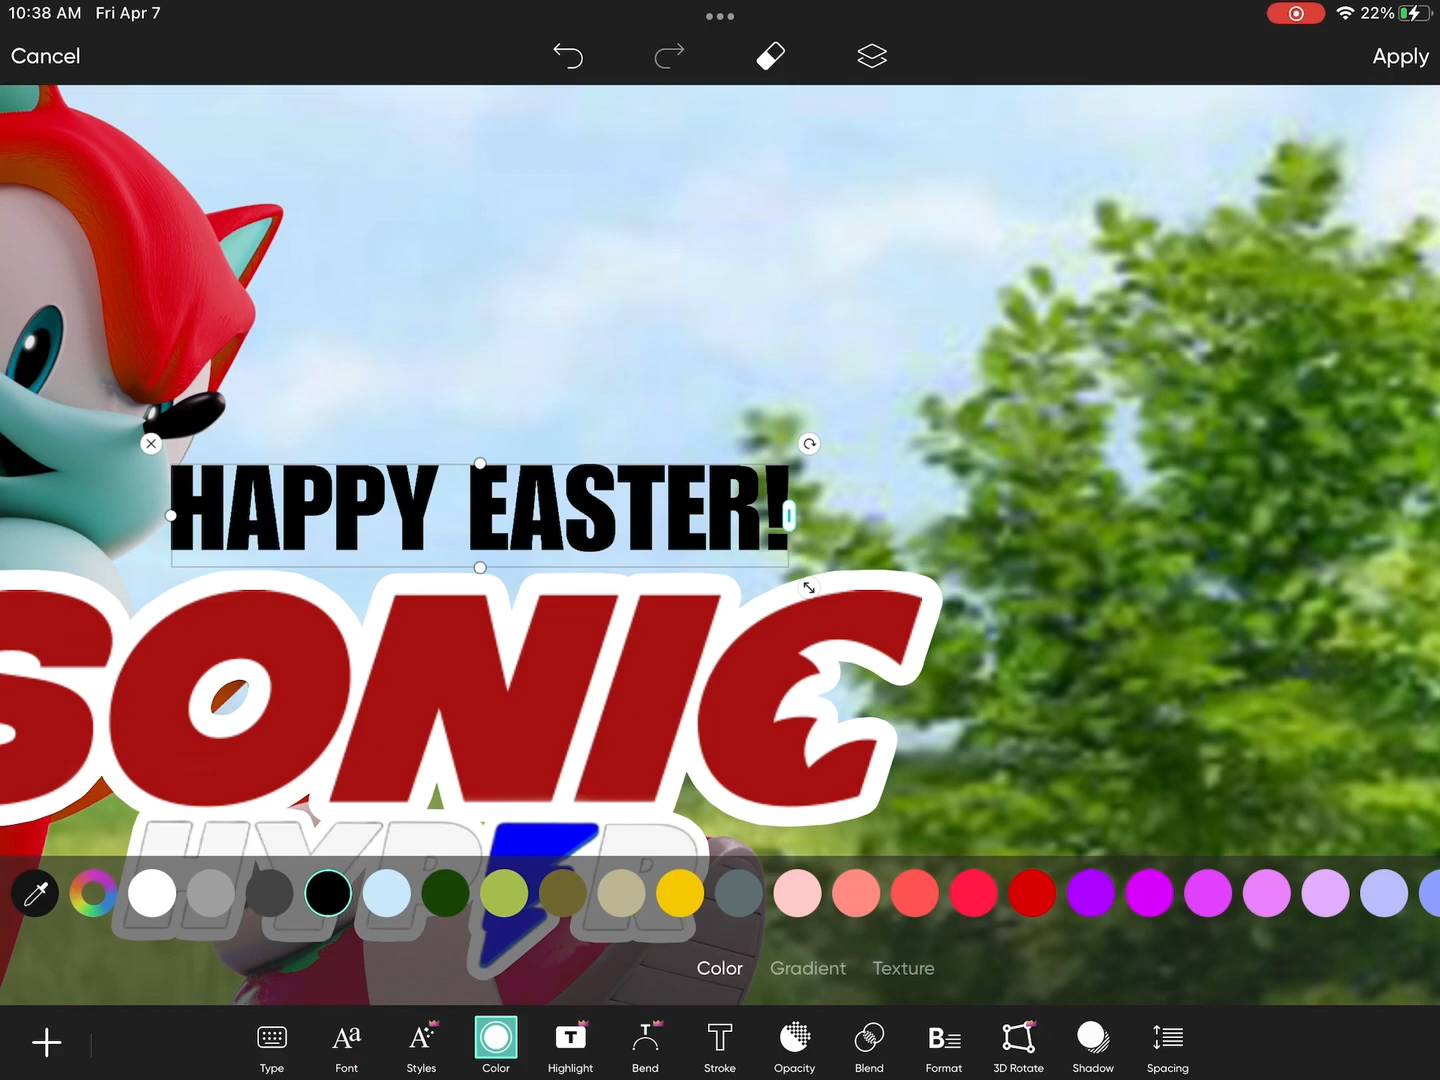 10:38 AM Fri Apr 7
22%
Cancel
Apply
HAPPY EASTER!
SONIC
HYPER
Color Gradient Texture
Type Font Styles Color Highlight Bend Stroke Opacity Blend Format 3D Rotate Shadow Spacing